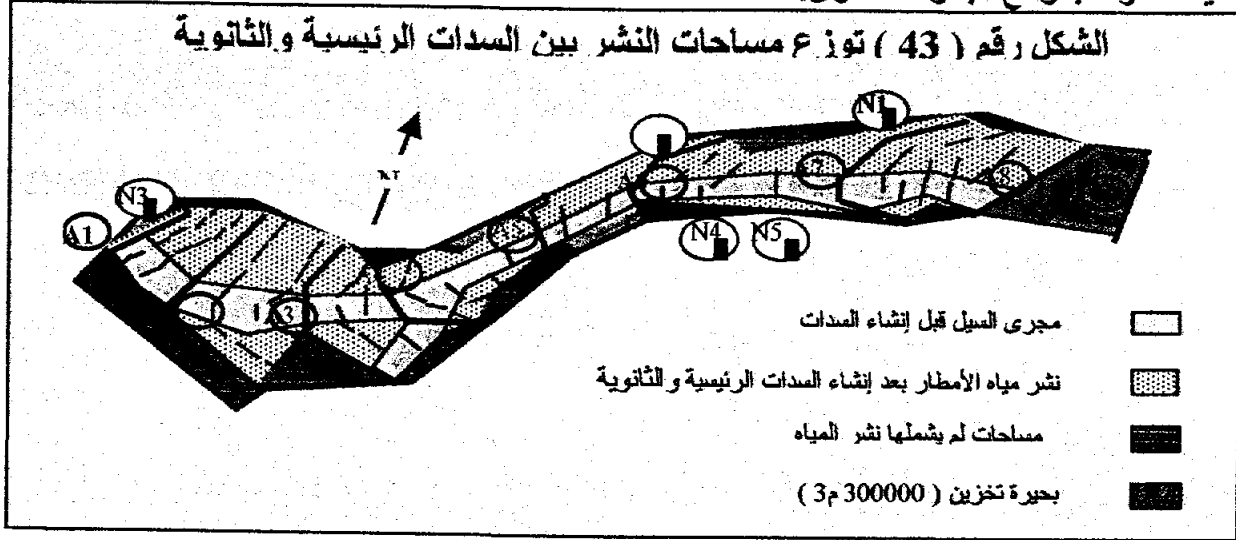 الشكل رقم ( 43 ) توزع مساحات النشر بين السدات الرئيسية والثانوية
N1
N3
A1
N4 N5
مجرى السيل قبل إنشاء السدات
نشر مياه الأمطار بعد إنشاء السدات الرئيسية والثانوية
مساحات لم يشملها نشر المياه
بحيرة تخزين ( 300000 م3 )